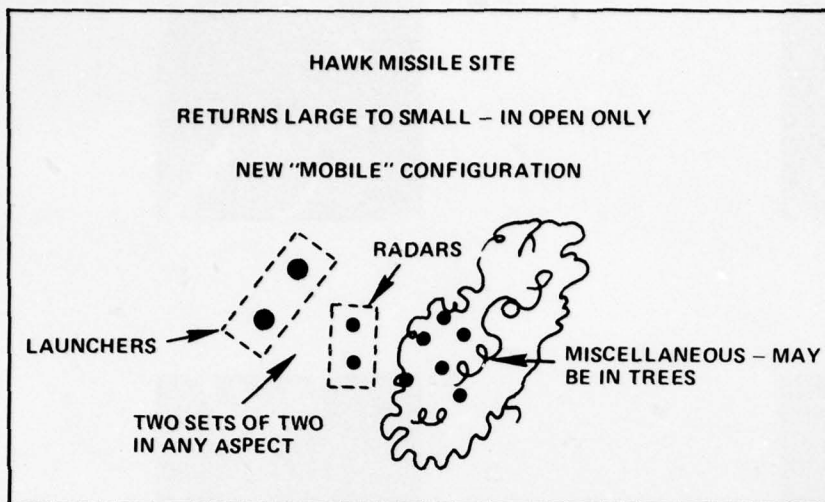 HAWK MISSILE SITE
RETURNS LARGE TO SMALL – IN OPEN ONLY
NEW "MOBILE" CONFIGURATION
RADARS
LAUNCHERS
MISCELLANEOUS – MAY
BE IN TREES
TWO SETS OF TWO
IN ANY ASPECT